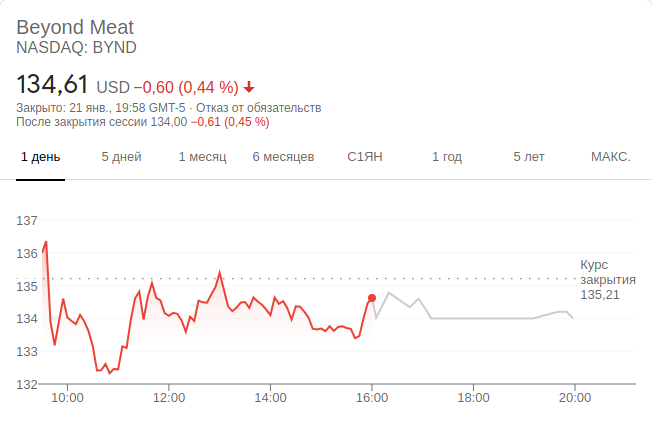 Beyond Meat
NASDAQ: BYND
134,61 USD −0,60 (0,44 %)
Закрыто: 21 янв., 19:58 GMT-5 · Отказ от обязательств
После закрытия сессии 134,00 −0,61 (0,45 %)
1 день 5 дней 1 месяц 6 месяцев С1ЯН 1 год 5 лет МАКС.
137
136
135
134
133
132
Курс
закрытия
135,21
10:00 12:00 14:00 16:00 18:00 20:00